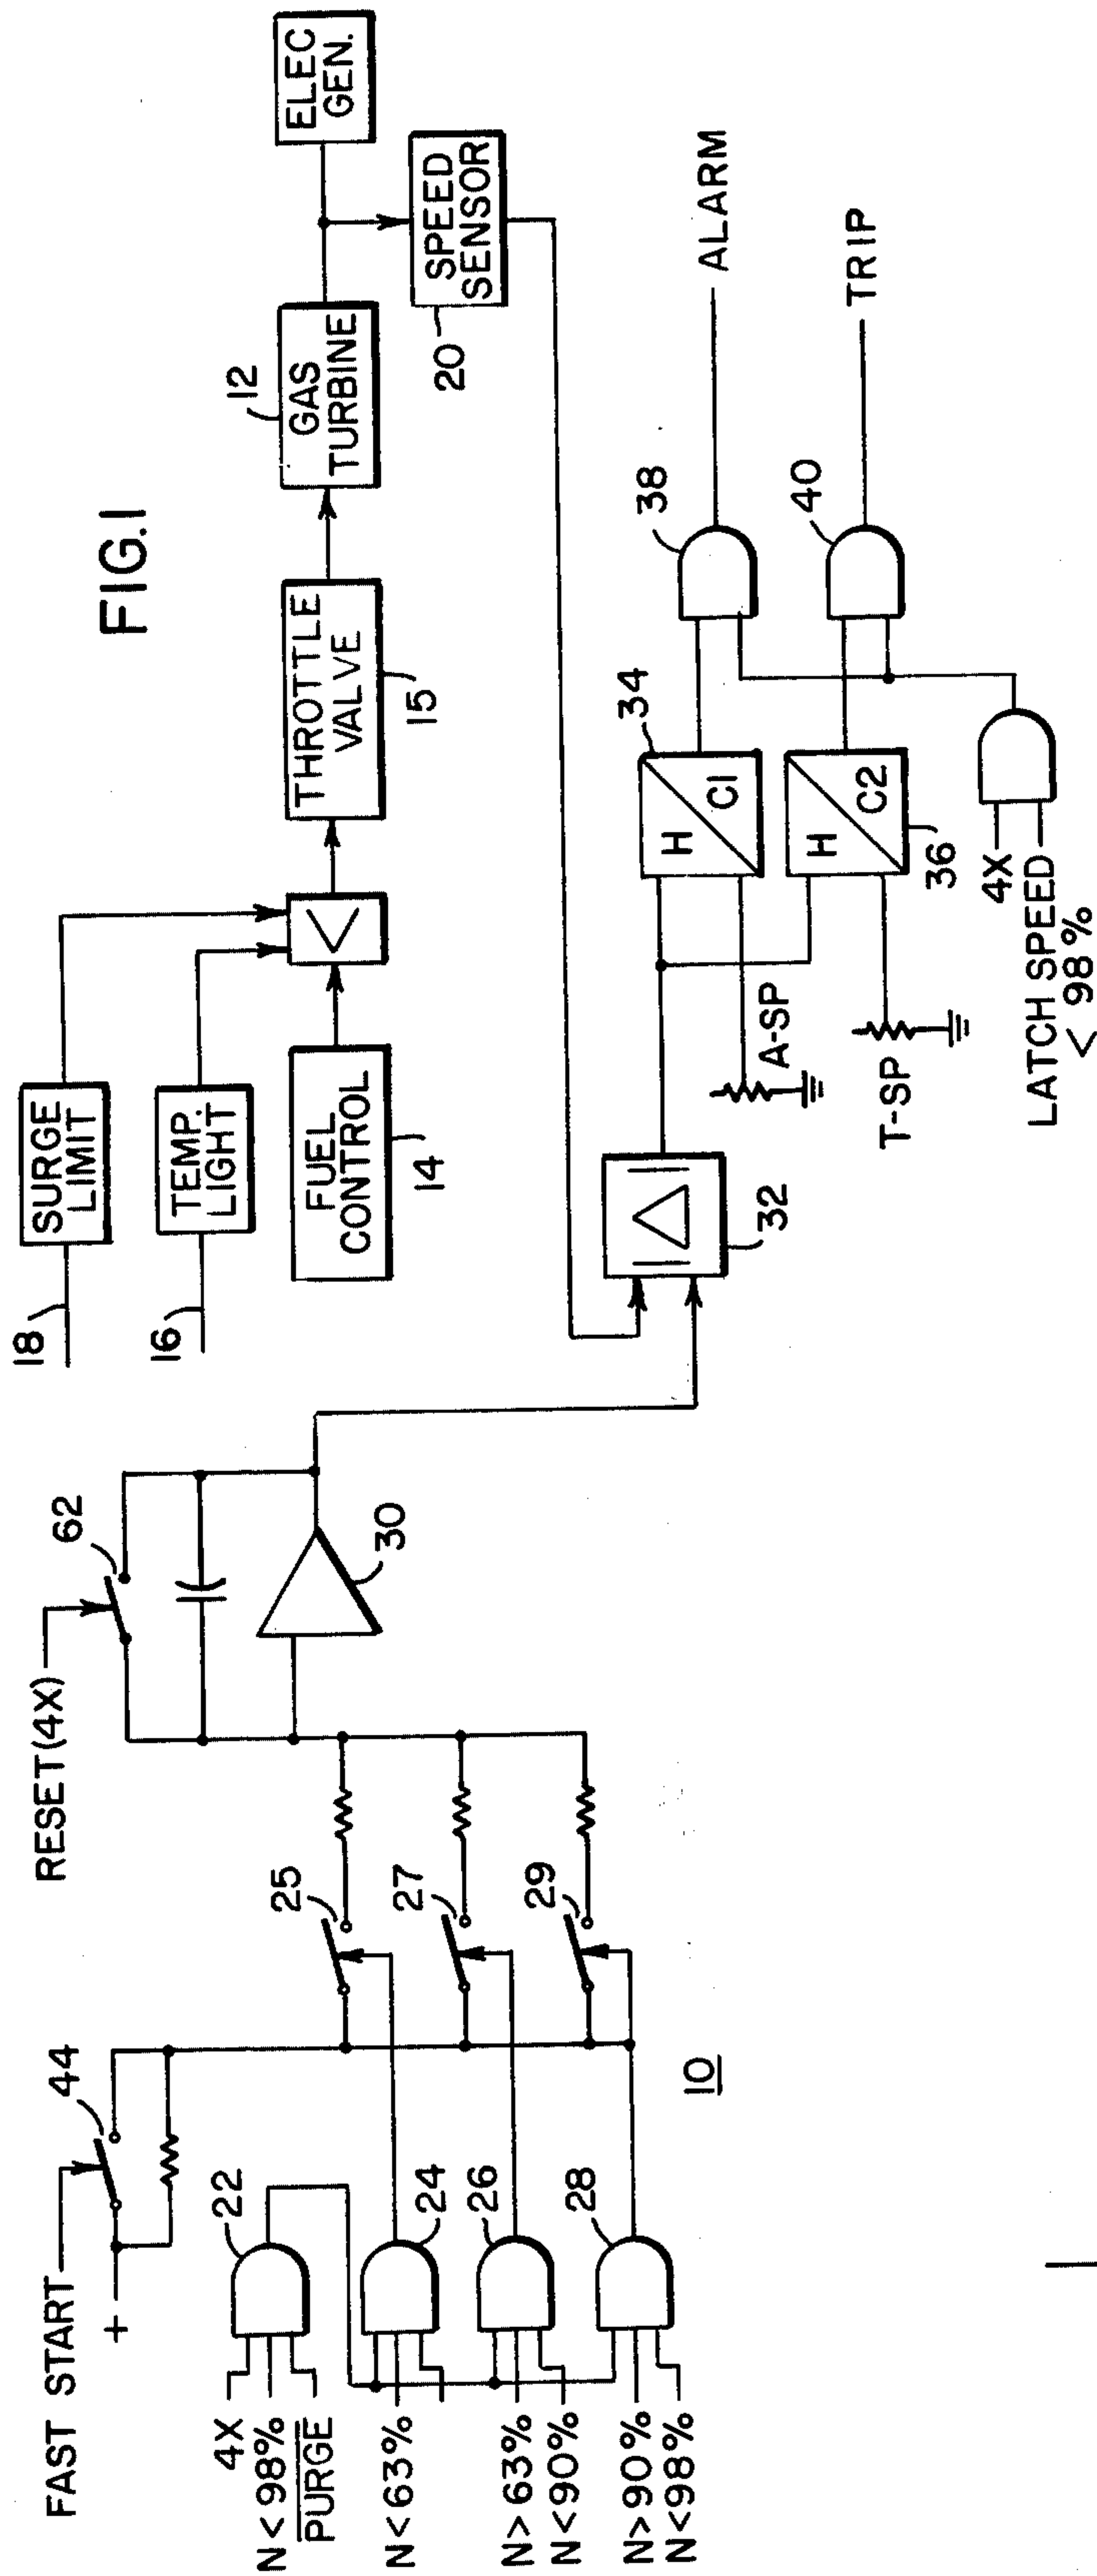 FIG.1
FAST START
44
+
4X
N<98%
PURGE
22
N<63%
24
N>63%
N<90%
26
N>90%
N<98%
28
25
27
29
10
RESET(4X)
62
30
18
SURGE
LIMIT
16
TEMP.
LIGHT
FUEL
CONTROL
14
<
THROTTLE
VALVE
15
12
GAS
TURBINE
ELEC
GEN.
SPEED
SENSOR
20
|Δ|
32
A-SP
T-SP
H
C1
34
H
C2
36
38
ALARM
40
TRIP
4X
LATCH SPEED
< 98%